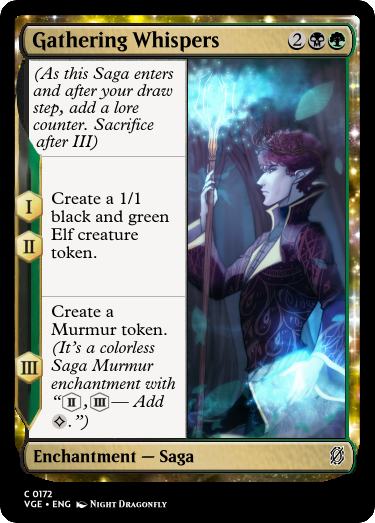 Gathering Whispers 2
(As this Saga enters
and after your draw
step, add a lore
counter. Sacrifice
after III)
I
II
Create a 1/1
black and green
Elf creature
token.
III
Create a
Murmur token.
(It's a colorless
Saga Murmur
enchantment with
“II, III — Add
.”)
Enchantment — Saga
C 0172
VGE • ENG Night Dragonfly